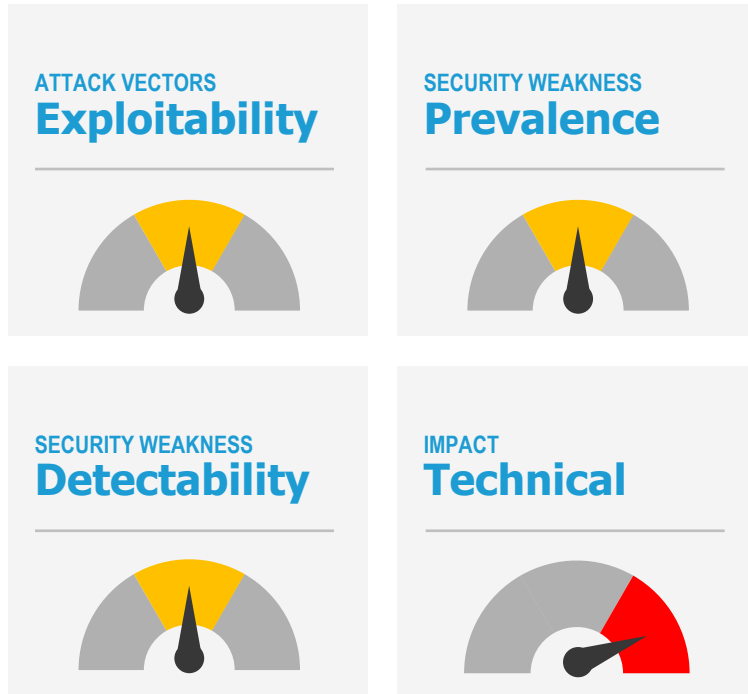 ATTACK VECTORS
Exploitability
SECURITY WEAKNESS
Prevalence
SECURITY WEAKNESS
Detectability
IMPACT
Technical